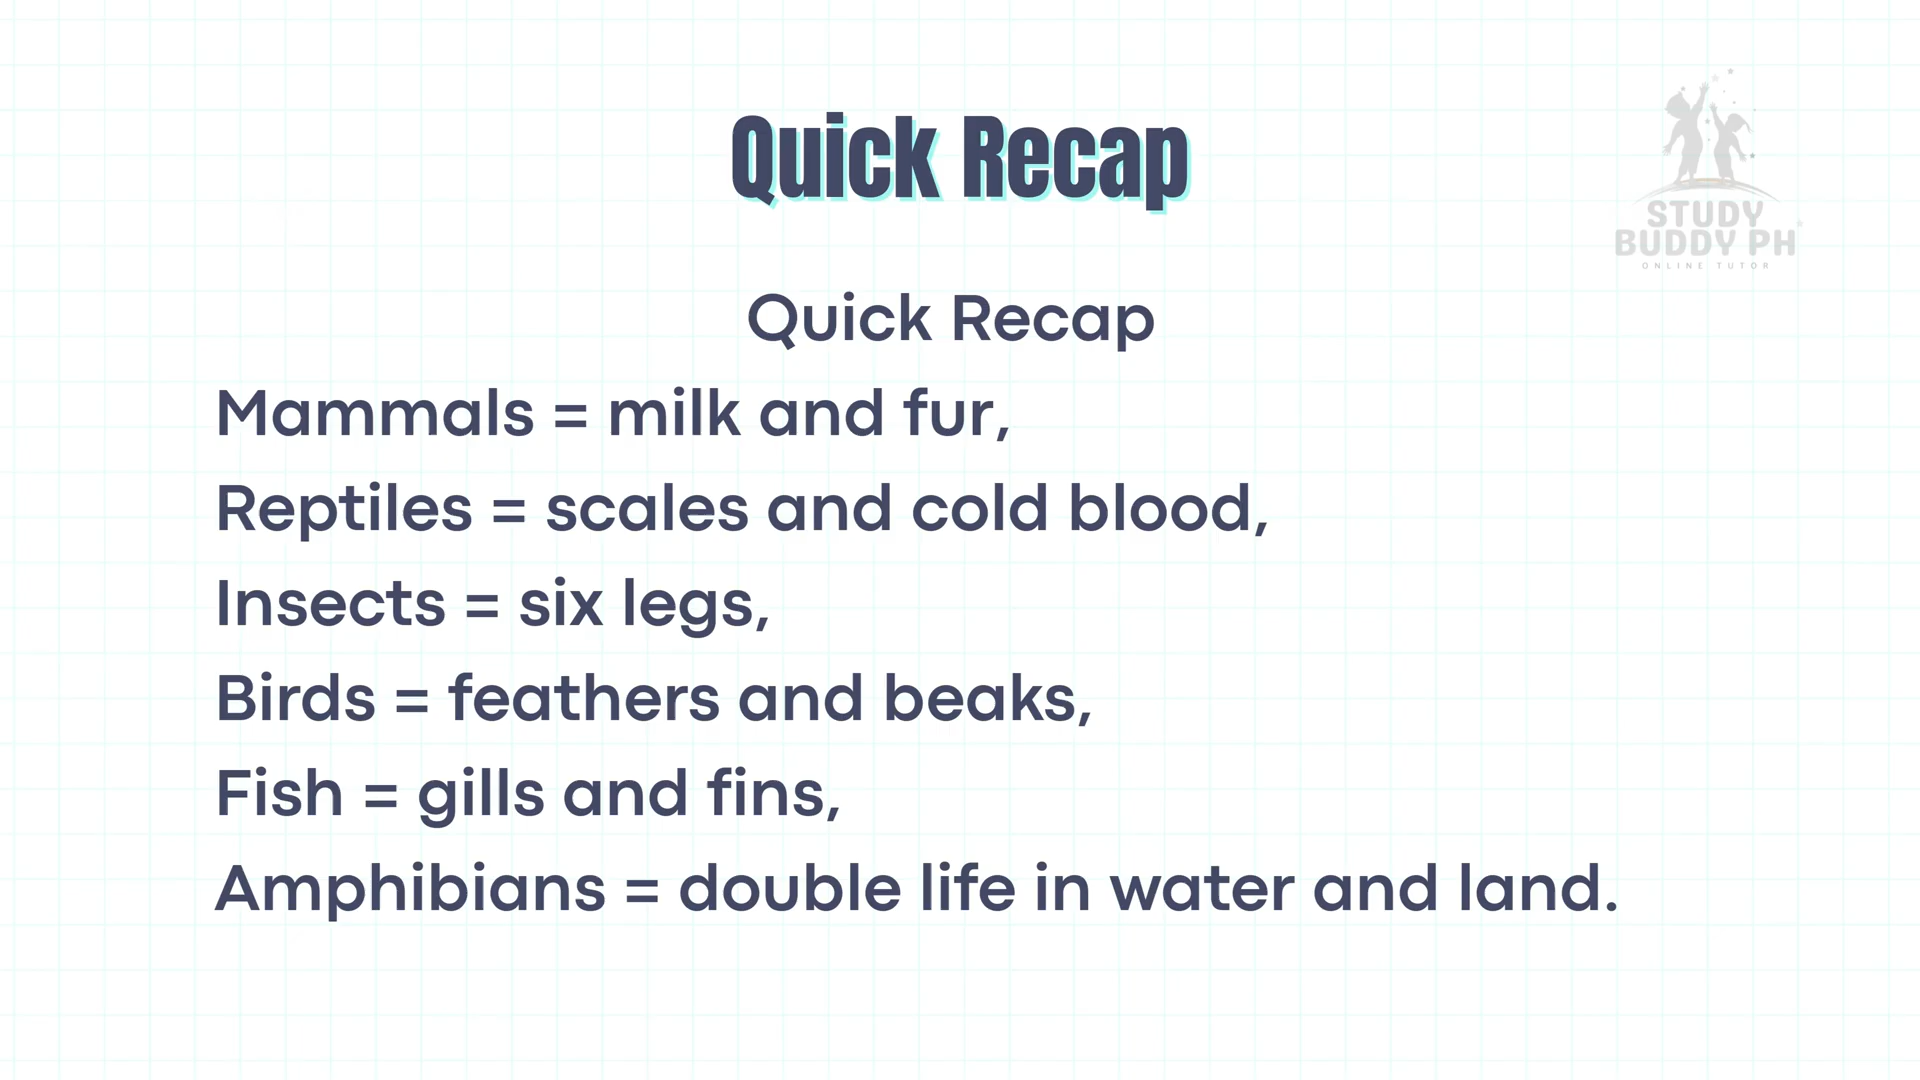 Quick Recap
STUDY
BUDDY PH
ONLINE TUTOR
Quick Recap
Mammals = milk and fur,
Reptiles = scales and cold blood,
Insects = six legs,
Birds = feathers and beaks,
Fish = gills and fins,
Amphibians = double life in water and land.